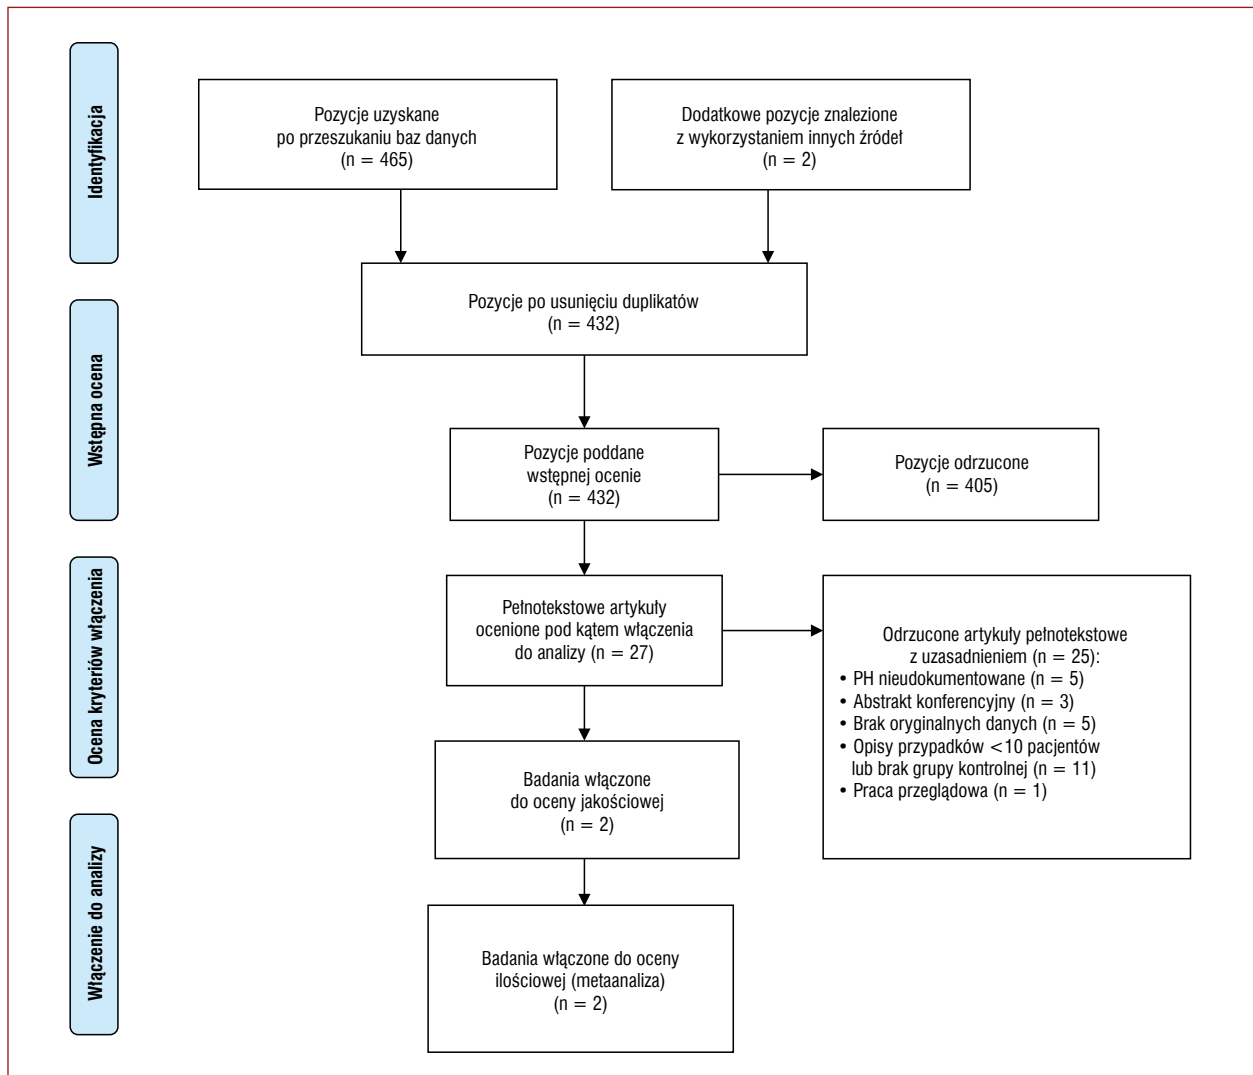 Identyfikacja
Pozycje uzyskane
po przeszukaniu baz danych
(n = 465)
Dodatkowe pozycje znalezione
z wykorzystaniem innych źródeł
(n = 2)
Wstępna ocena
Pozycje po usunięciu duplikatów
(n = 432)
Pozycje poddane
wstępnej ocenie
(n = 432)
Pozycje odrzucone
(n = 405)
Ocena kryteriów włączenia
Pełnotekstowe artykuły
ocenione pod kątem włączenia
do analizy (n = 27)
Odrzucone artykuły pełnotekstowe
z uzasadnieniem (n = 25):
• PH nieudokumentowane (n = 5)
• Abstrakt konferencyjny (n = 3)
• Brak oryginalnych danych (n = 5)
• Opisy przypadków <10 pacjentów
lub brak grupy kontrolnej (n = 11)
• Praca przeglądowa (n = 1)
Badania włączone
do oceny jakościowej
(n = 2)
Włączenie do analizy
Badania włączone do oceny
ilościowej (metaanaliza)
(n = 2)